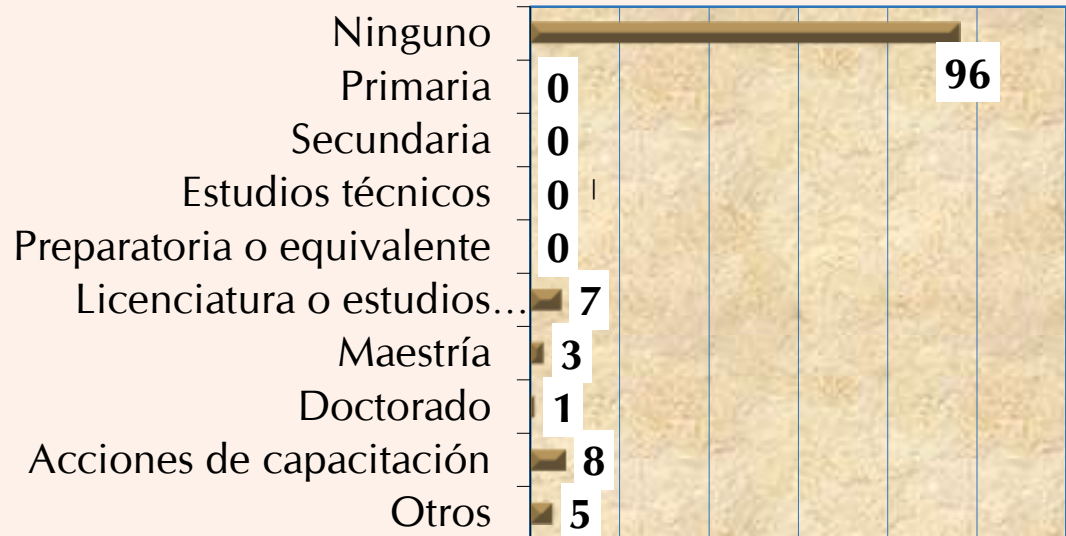 Ninguno 96
Primaria 0
Secundaria 0
Estudios técnicos 0
Preparatoria o equivalente 0
Licenciatura o estudios... 7
Maestría 3
Doctorado 1
Acciones de capacitación 8
Otros 5